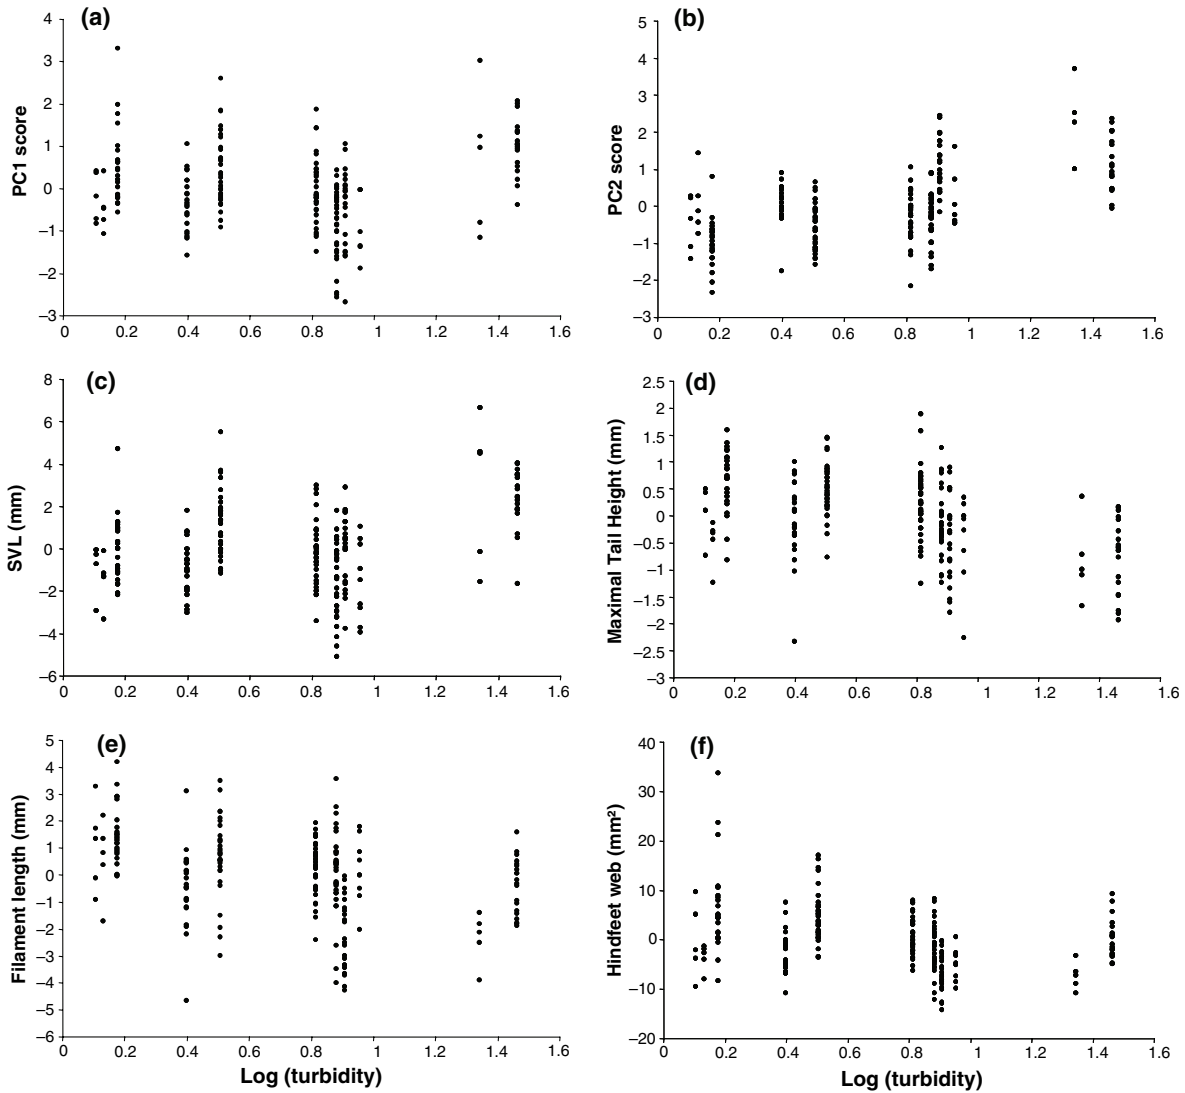 (a)
PC1 score
4
3
2
1
0
–1
–2
–3
0 0.2 0.4 0.6 0.8 1 1.2 1.4 1.6
(b)
PC2 score
5
4
3
2
1
0
–1
–2
–3
0 0.2 0.4 0.6 0.8 1 1.2 1.4 1.6
(c)
SVL (mm)
8
6
4
2
0
–2
–4
–6
0 0.2 0.4 0.6 0.8 1 1.2 1.4 1.6
(d)
Maximal Tail Height (mm)
2.5
2
1.5
1
0.5
0
–0.5
–1
–1.5
–2
–2.5
–3
0 0.2 0.4 0.6 0.8 1 1.2 1.4 1.6
(e)
Filament length (mm)
5
4
3
2
1
0
–1
–2
–3
–4
–5
–6
0 0.2 0.4 0.6 0.8 1 1.2 1.4 1.6
Log (turbidity)
(f)
Hindfeet web (mm²)
40
30
20
10
0
–10
–20
0 0.2 0.4 0.6 0.8 1 1.2 1.4 1.6
Log (turbidity)